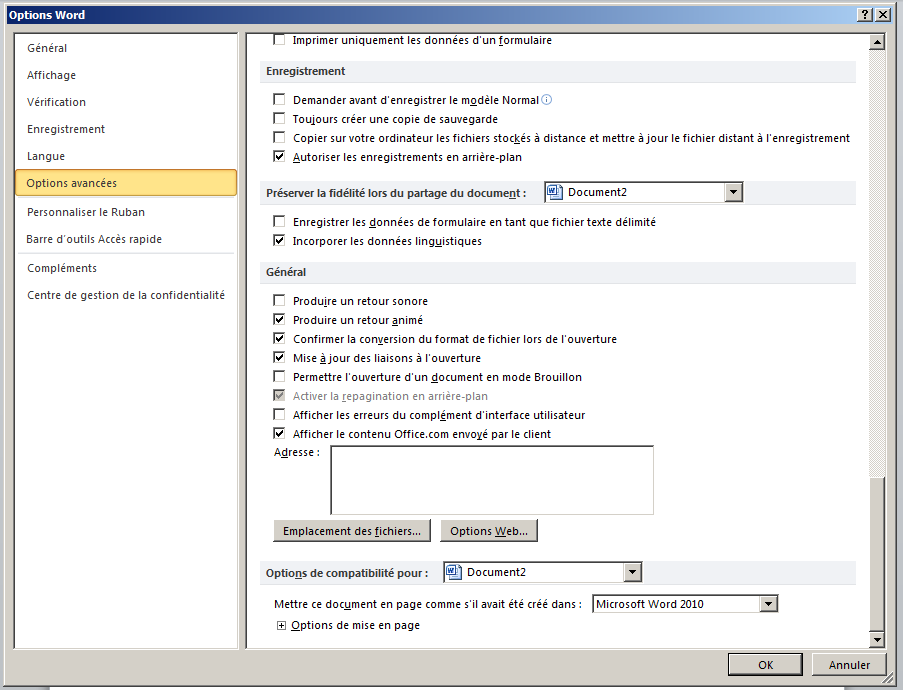 Options Word
Général
Affichage
Vérification
Enregistrement
Langue
Options avancées
Personnaliser le Ruban
Barre d'outils Accès rapide
Compléments
Centre de gestion de la confidentialité
Imprimer uniquement les données d'un formulaire
Enregistrement
Demander avant d'enregistrer le modèle Normal
Toujours créer une copie de sauvegarde
Copier sur votre ordinateur les fichiers stockés à distance et mettre à jour le fichier distant à l'enregistrement
Autoriser les enregistrements en arrière-plan
Préserver la fidélité lors du partage du document : Document2
Enregistrer les données de formulaire en tant que fichier texte délimité
Incorporer les données linguistiques
Général
Produire un retour sonore
Produire un retour animé
Confirmer la conversion du format de fichier lors de l'ouverture
Mise à jour des liaisons à l'ouverture
Permettre l'ouverture d'un document en mode Brouillon
Activer la repagination en arrière-plan
Afficher les erreurs du complément d'interface utilisateur
Afficher le contenu Office.com envoyé par le client
Adresse :
Emplacement des fichiers... Options Web...
Options de compatibilité pour : Document2
Mettre ce document en page comme s'il avait été créé dans : Microsoft Word 2010
Options de mise en page
OK Annuler